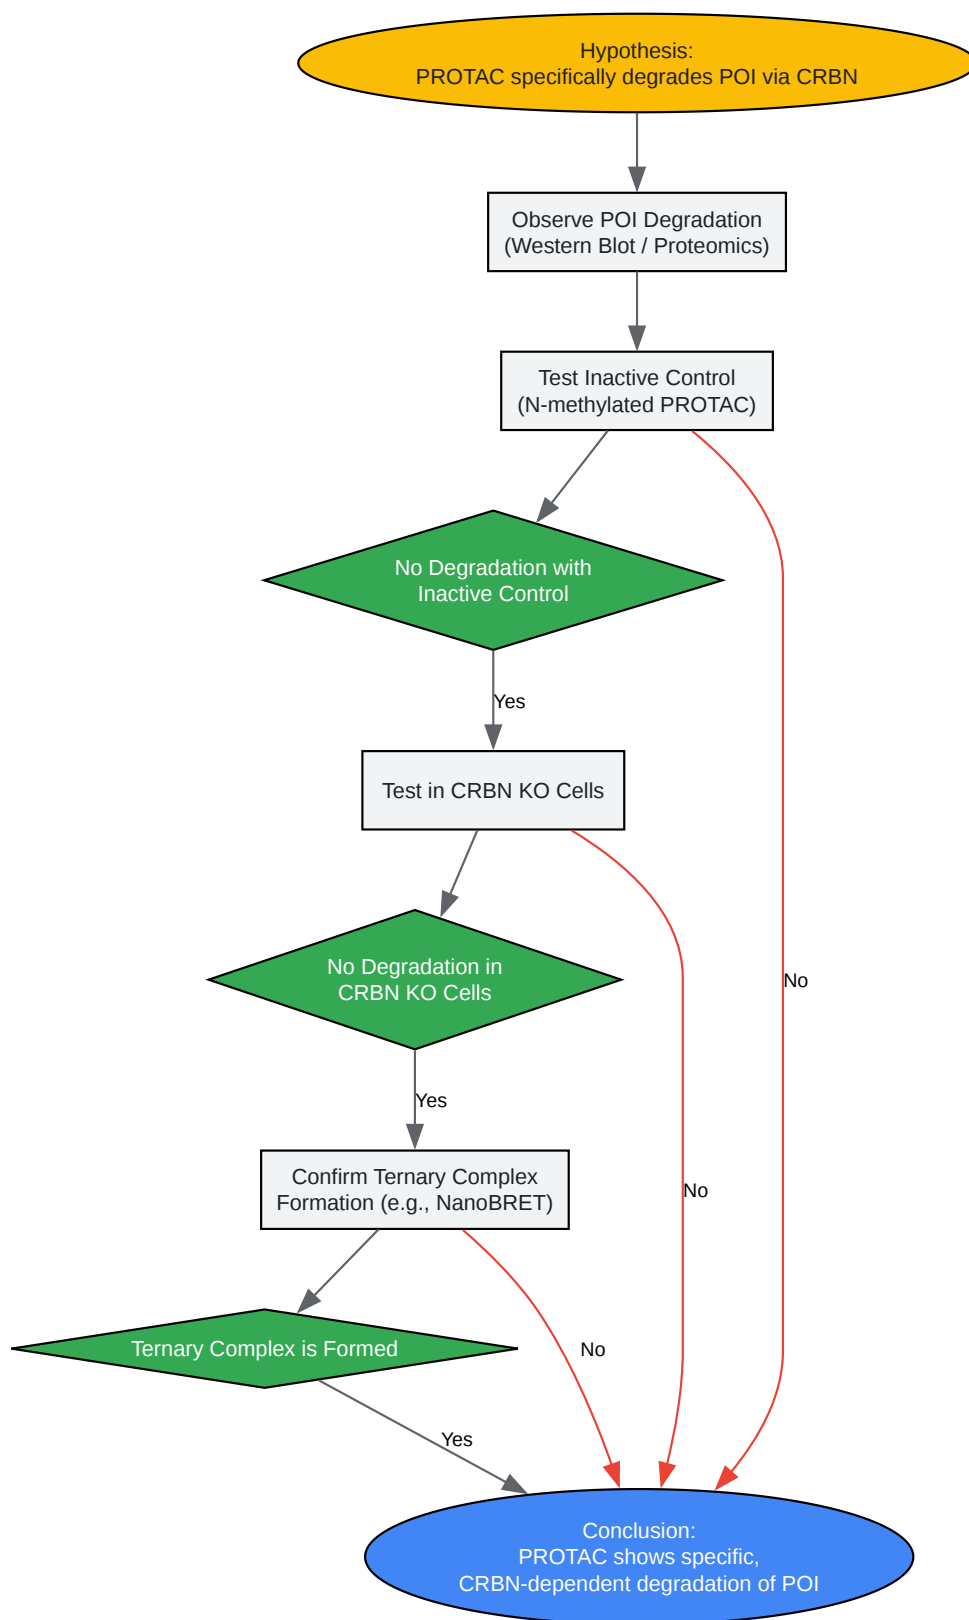 Hypothesis:
PROTAC specifically degrades POI via CRBN
Observe POI Degradation
(Western Blot / Proteomics)
Test Inactive Control
(N-methylated PROTAC)
No Degradation with
Inactive Control
Yes
Test in CRBN KO Cells
No Degradation in
CRBN KO Cells
No
Yes
Confirm Ternary Complex
Formation (e.g., NanoBRET)
No
Ternary Complex is Formed
No
Yes
Conclusion:
PROTAC shows specific,
CRBN-dependent degradation of POI